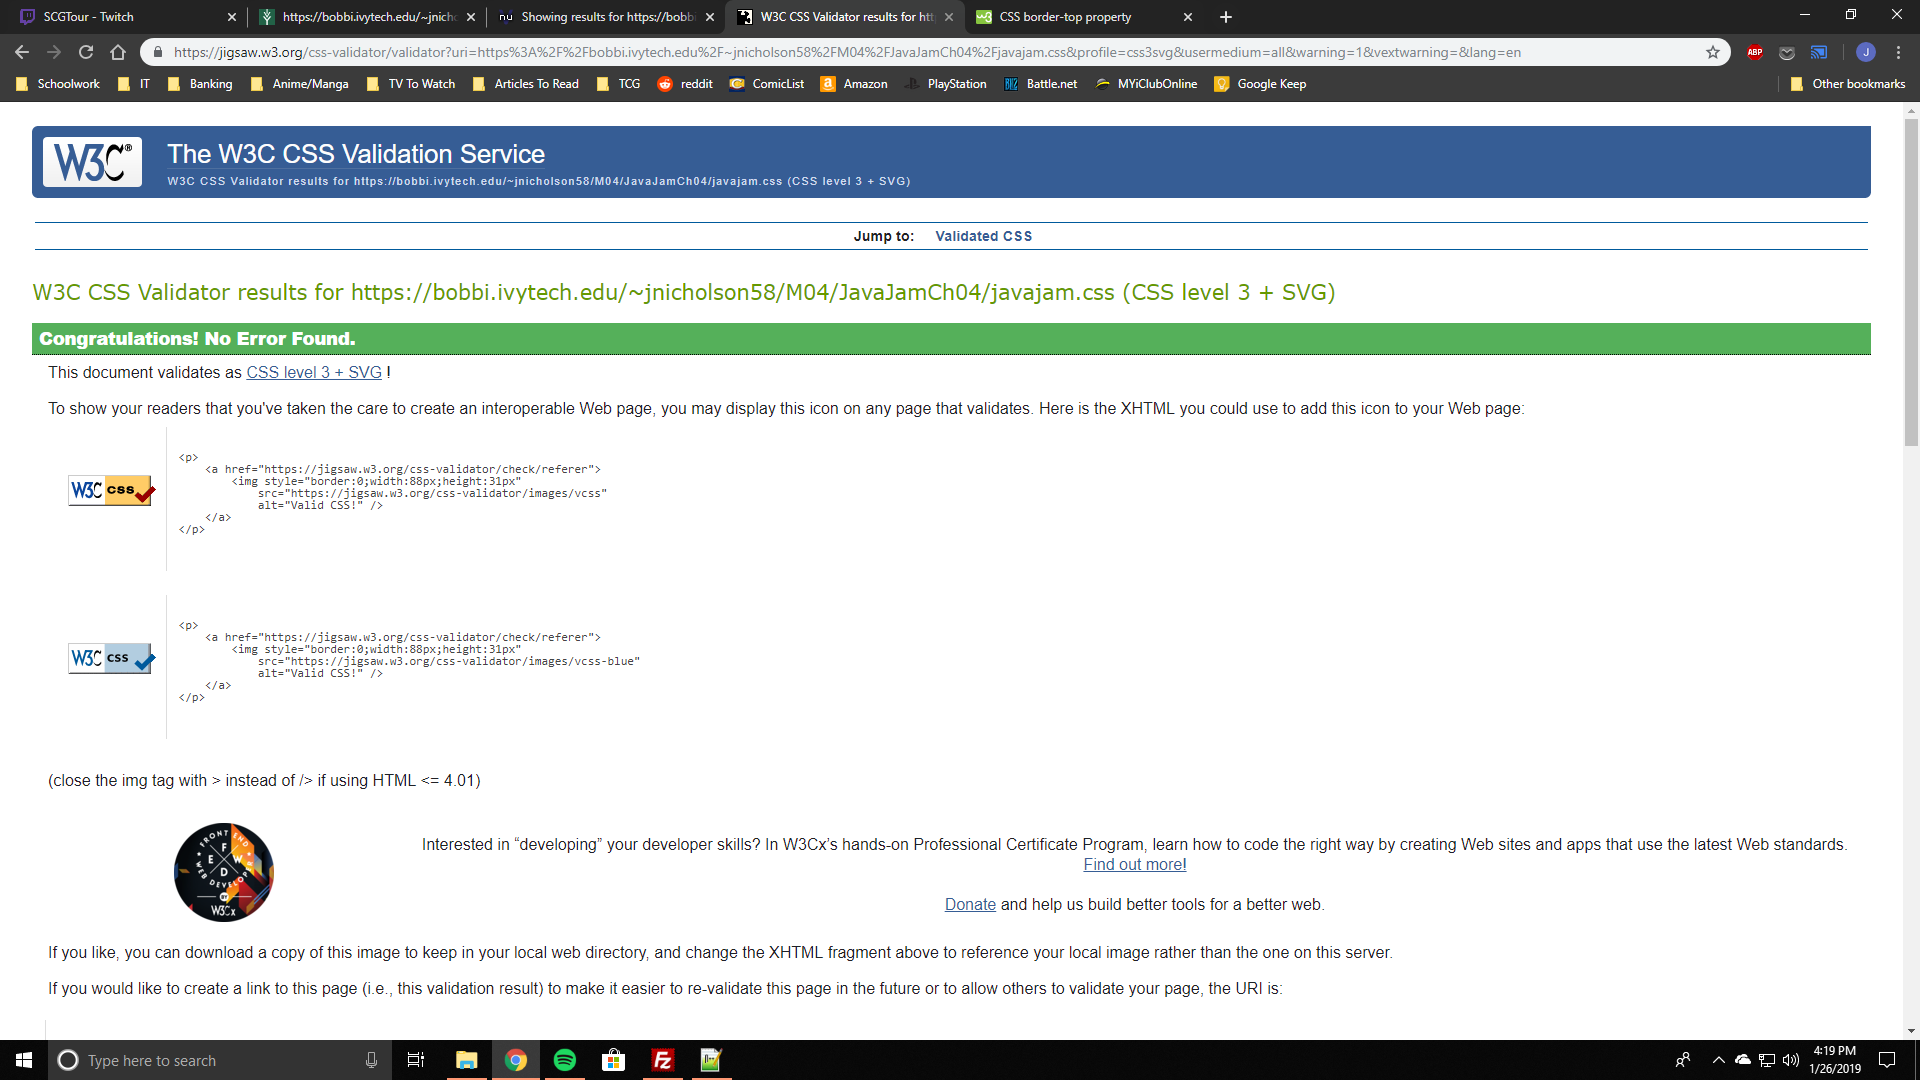 SCGTour - Twitch
https://bobbi.ivytech.edu/~jnich
Showing results for https://bobbi
W3C CSS Validator results for htt
CSS border-top property
https://jigsaw.w3.org/css-validator/validator?uri=https%3A%2F%2Fbobbi.ivytech.edu%2F~jnicholson58%2FM04%2FJavaJamCh04%2Fjavajam.css&profile=css3svg&usermedium=all&warning=1&vextwarning=&lang=en
ABP
J
Schoolwork
IT
Banking
Anime/Manga
TV To Watch
Articles To Read
TCG
reddit
ComicList
Amazon
PlayStation
Battle.net
MYiClubOnline
Google Keep
Other bookmarks
W3C®
The W3C CSS Validation Service
W3C CSS Validator results for https://bobbi.ivytech.edu/~jnicholson58/M04/JavaJamCh04/javajam.css (CSS level 3 + SVG)
Jump to: Validated CSS
W3C CSS Validator results for https://bobbi.ivytech.edu/~jnicholson58/M04/JavaJamCh04/javajam.css (CSS level 3 + SVG)
Congratulations! No Error Found.
This document validates as CSS level 3 + SVG !
To show your readers that you've taken the care to create an interoperable Web page, you may display this icon on any page that validates. Here is the XHTML you could use to add this icon to your Web page:
W3C css
<p>
<a href="https://jigsaw.w3.org/css-validator/check/referer">
<img style="border:0;width:88px;height:31px"
src="https://jigsaw.w3.org/css-validator/images/vcss"
alt="Valid CSS!" />
</a>
</p>
W3C css
<p>
<a href="https://jigsaw.w3.org/css-validator/check/referer">
<img style="border:0;width:88px;height:31px"
src="https://jigsaw.w3.org/css-validator/images/vcss-blue"
alt="Valid CSS!" />
</a>
</p>
(close the img tag with > instead of /> if using HTML <= 4.01)
FRONT END
WEB DEVELOPER
F E W D
W3Cx
Interested in “developing” your developer skills? In W3Cx’s hands-on Professional Certificate Program, learn how to code the right way by creating Web sites and apps that use the latest Web standards.
Find out more!
Donate and help us build better tools for a better web.
If you like, you can download a copy of this image to keep in your local web directory, and change the XHTML fragment above to reference your local image rather than the one on this server.
If you would like to create a link to this page (i.e., this validation result) to make it easier to re-validate this page in the future or to allow others to validate your page, the URI is:
Type here to search
Fz
4:19 PM
1/26/2019